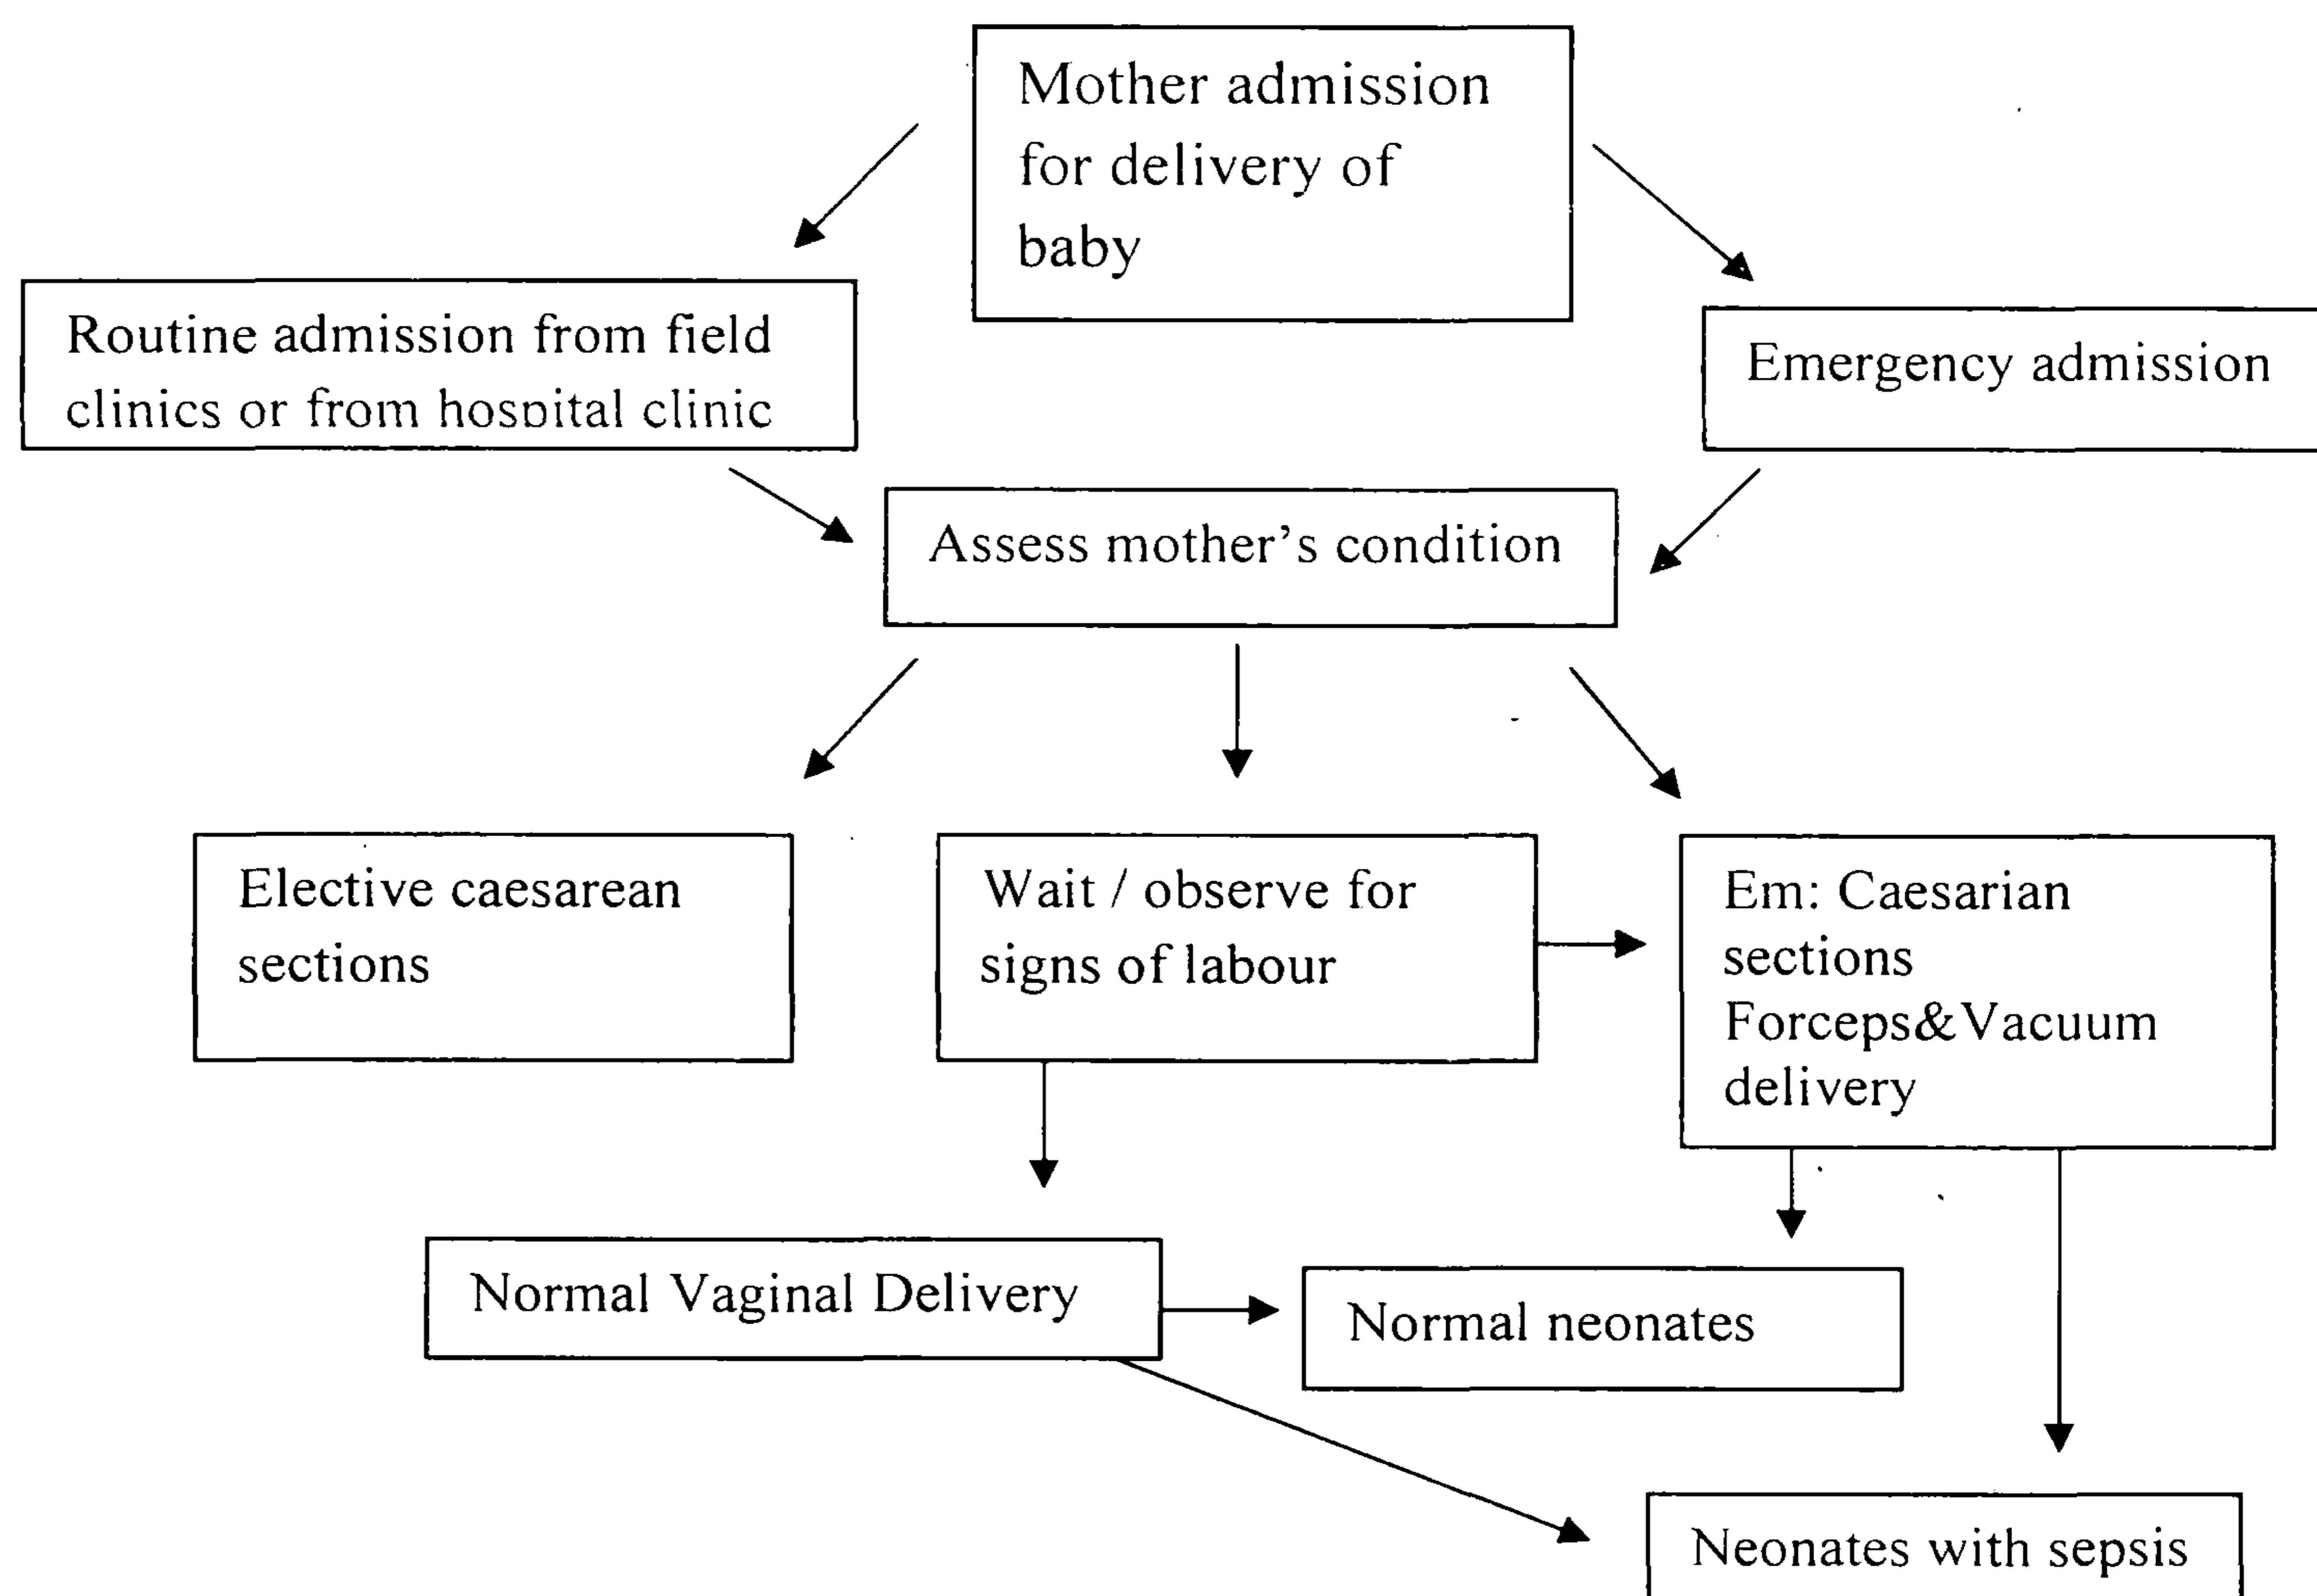 Mother admission
for delivery of
baby
Routine admission from field
clinics or from hospital clinic
Emergency admission
Assess mother's condition
Elective caesarean
sections
Wait / observe for
signs of labour
Em: Caesarian
sections
Forceps&Vacuum
delivery
Normal Vaginal Delivery
Normal neonates
Neonates with sepsis